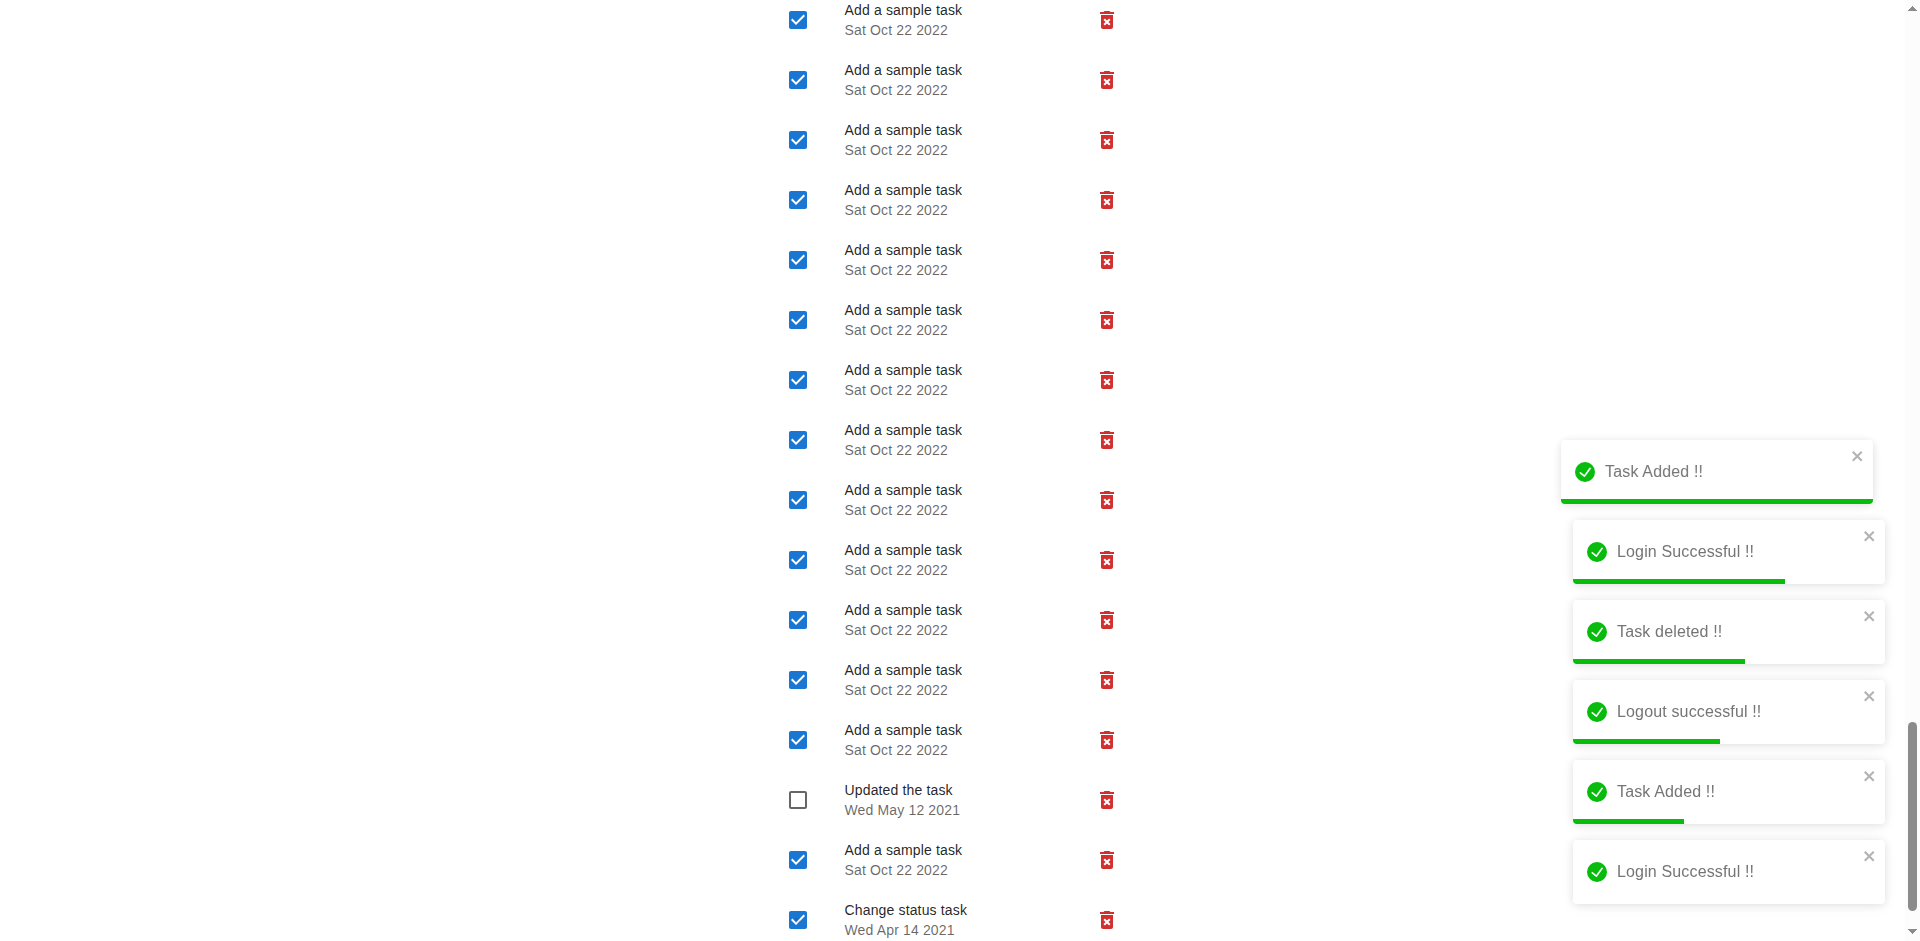 Add a sample task
Sat Oct 22 2022
Add a sample task
Sat Oct 22 2022
Add a sample task
Sat Oct 22 2022
Add a sample task
Sat Oct 22 2022
Add a sample task
Sat Oct 22 2022
Add a sample task
Sat Oct 22 2022
Add a sample task
Sat Oct 22 2022
Add a sample task
Sat Oct 22 2022
Add a sample task
Sat Oct 22 2022
Add a sample task
Sat Oct 22 2022
Add a sample task
Sat Oct 22 2022
Add a sample task
Sat Oct 22 2022
Add a sample task
Sat Oct 22 2022
Updated the task
Wed May 12 2021
Add a sample task
Sat Oct 22 2022
Change status task
Wed Apr 14 2021
Task Added !!
Login Successful !!
Task deleted !!
Logout successful !!
Task Added !!
Login Successful !!